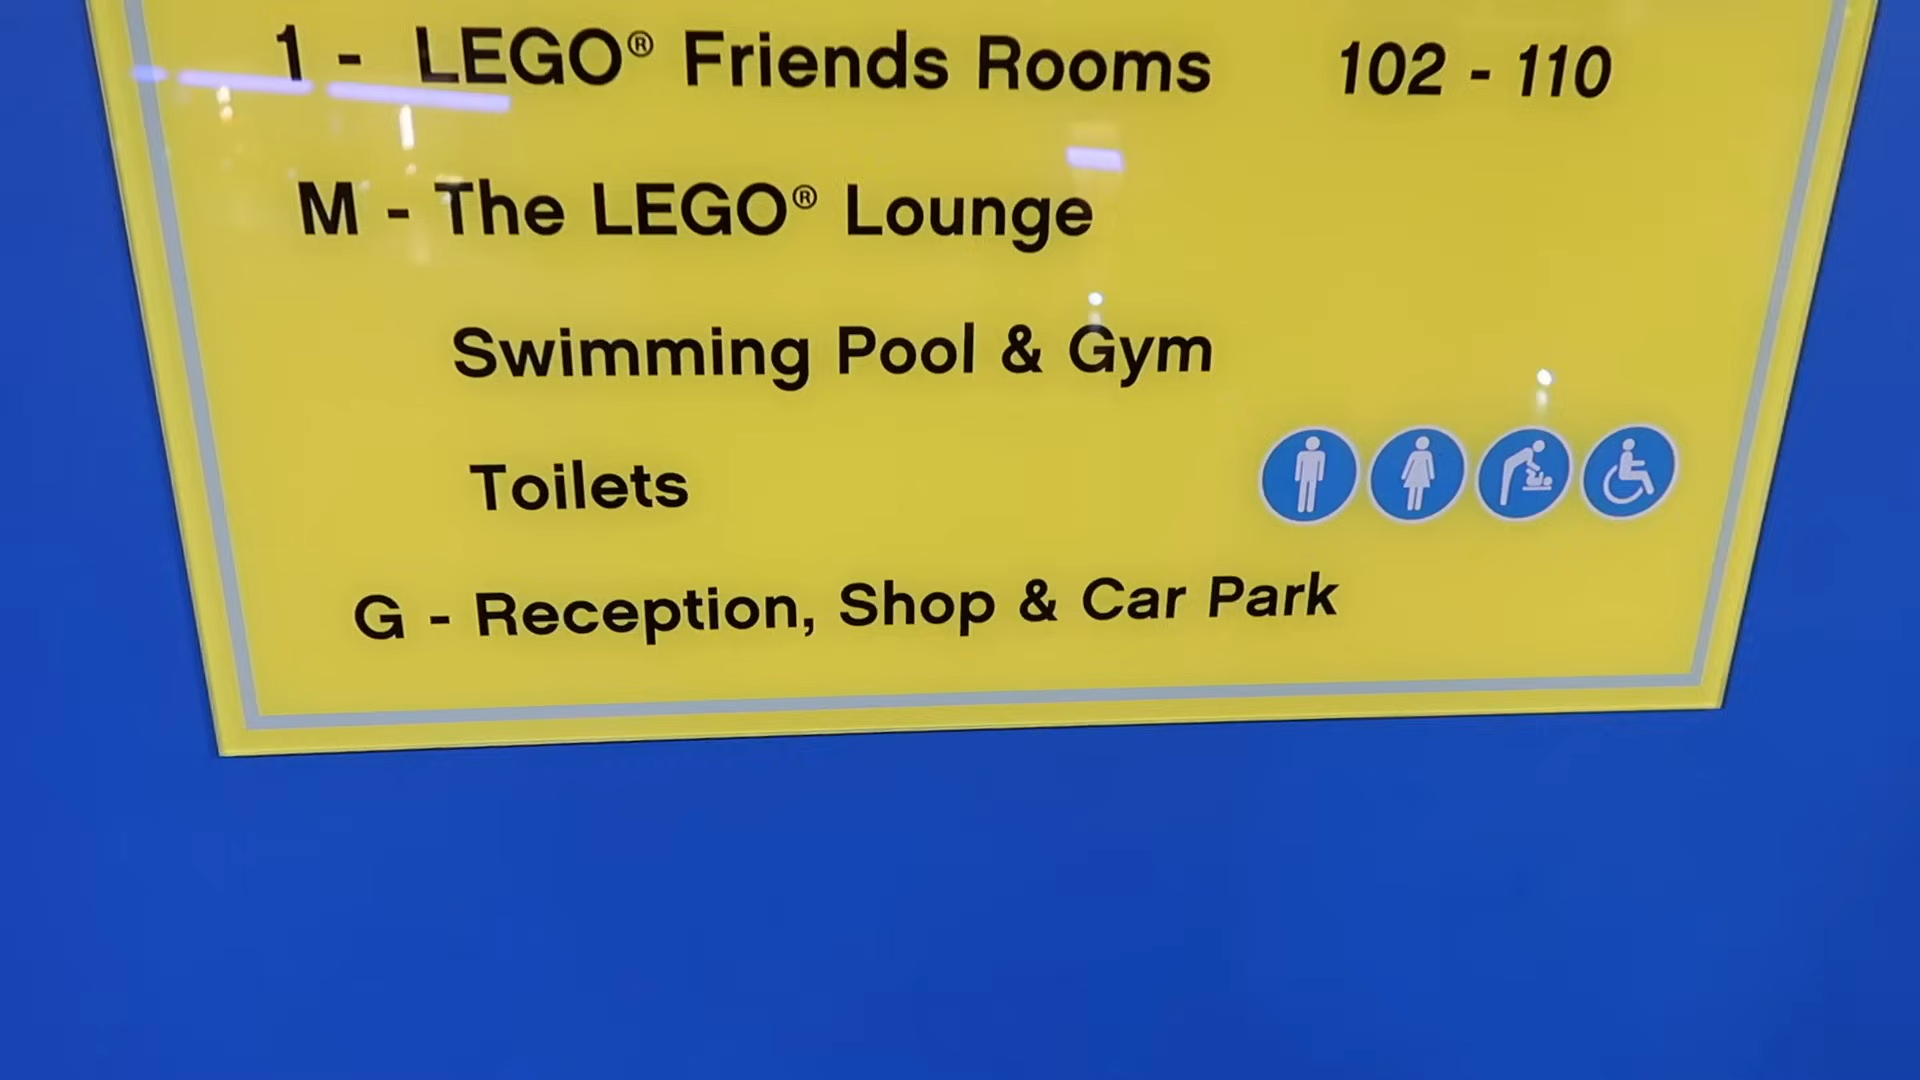 1 - LEGO® Friends Rooms 102 - 110
M - The LEGO® Lounge
Swimming Pool & Gym
Toilets
G - Reception, Shop & Car Park